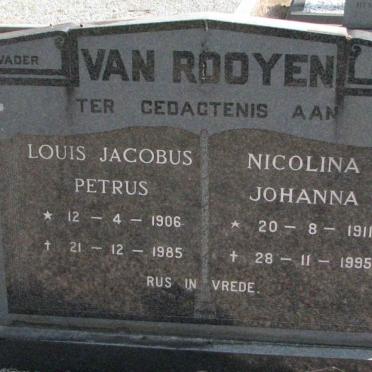 VADER
VAN ROOYEN
TER GEDAGTENIS AAN
LOUIS JACOBUS
PETRUS
★ 12 – 4 – 1906
✝ 21 – 12 – 1985
NICOLINA
JOHANNA
★ 20 – 8 – 1911
✝ 28 – 11 – 1995
RUS IN VREDE.